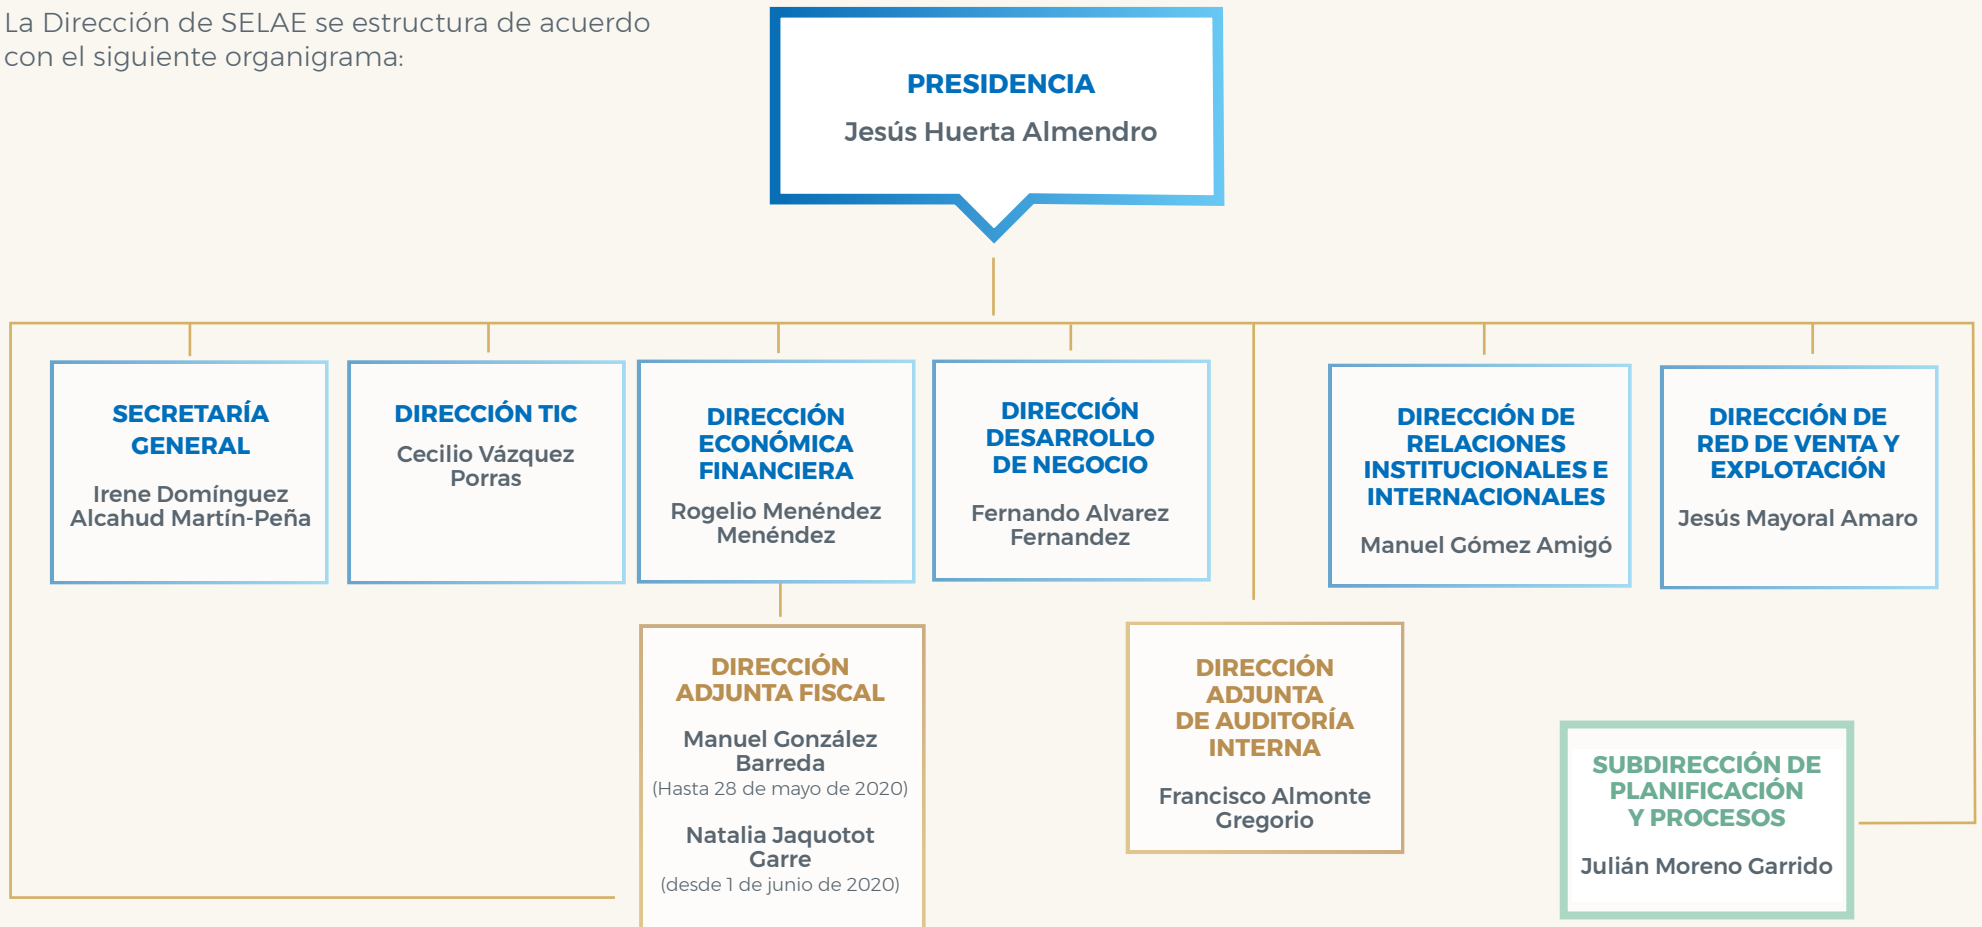 La Dirección de SELAE se estructura de acuerdo
con el siguiente organigrama:
PRESIDENCIA
Jesús Huerta Almendro
SECRETARÍA
GENERAL
Irene Domínguez
Alcahud Martín-Peña
DIRECCIÓN TIC
Cecilio Vázquez
Porras
DIRECCIÓN
ECONÓMICA
FINANCIERA
Rogelio Menéndez
Menéndez
DIRECCIÓN
DESARROLLO
DE NEGOCIO
Fernando Alvarez
Fernandez
DIRECCIÓN DE
RELACIONES
INSTITUCIONALES E
INTERNACIONALES
Manuel Gómez Amigó
DIRECCIÓN DE
RED DE VENTA Y
EXPLOTACIÓN
Jesús Mayoral Amaro
DIRECCIÓN
ADJUNTA FISCAL
Manuel González
Barreda
(Hasta 28 de mayo de 2020)
Natalia Jaquotot
Garre
(desde 1 de junio de 2020)
DIRECCIÓN
ADJUNTA
DE AUDITORÍA
INTERNA
Francisco Almonte
Gregorio
SUBDIRECCIÓN DE
PLANIFICACIÓN
Y PROCESOS
Julián Moreno Garrido